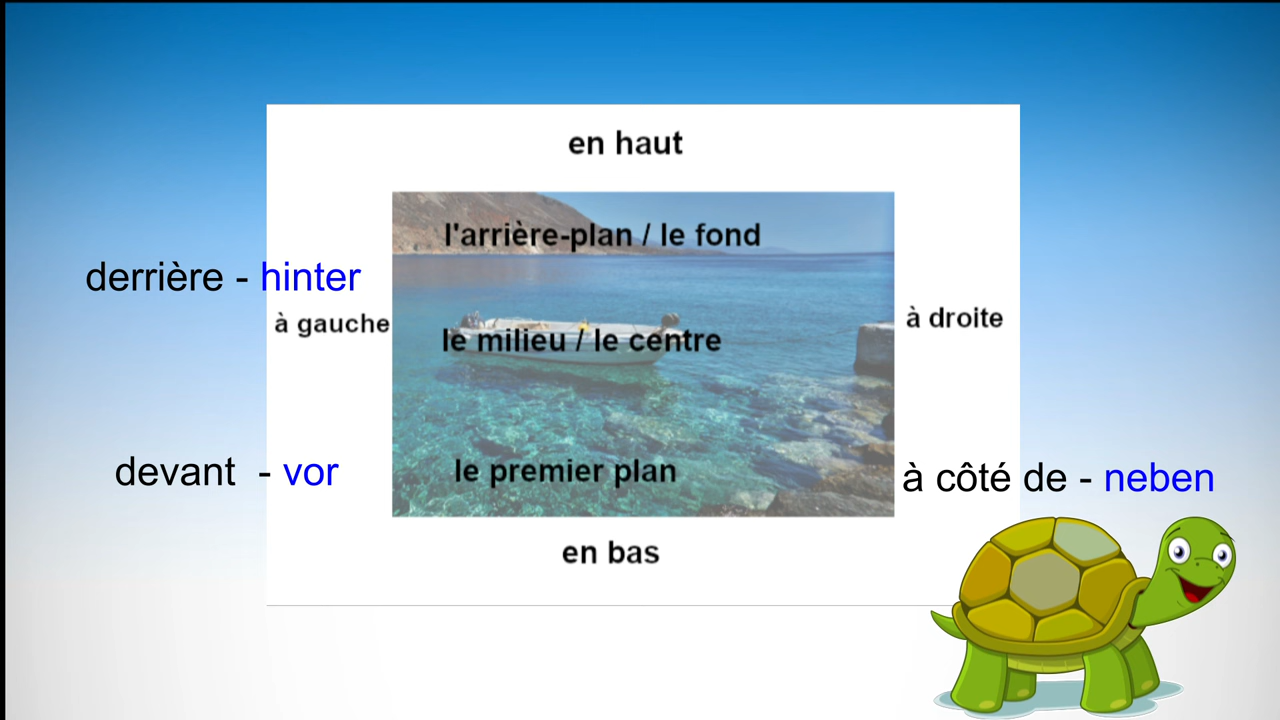 en haut
l'arrière-plan / le fond
derrière - hinter
à gauche
à droite
le milieu / le centre
devant - vor
le premier plan
à côté de - neben
en bas